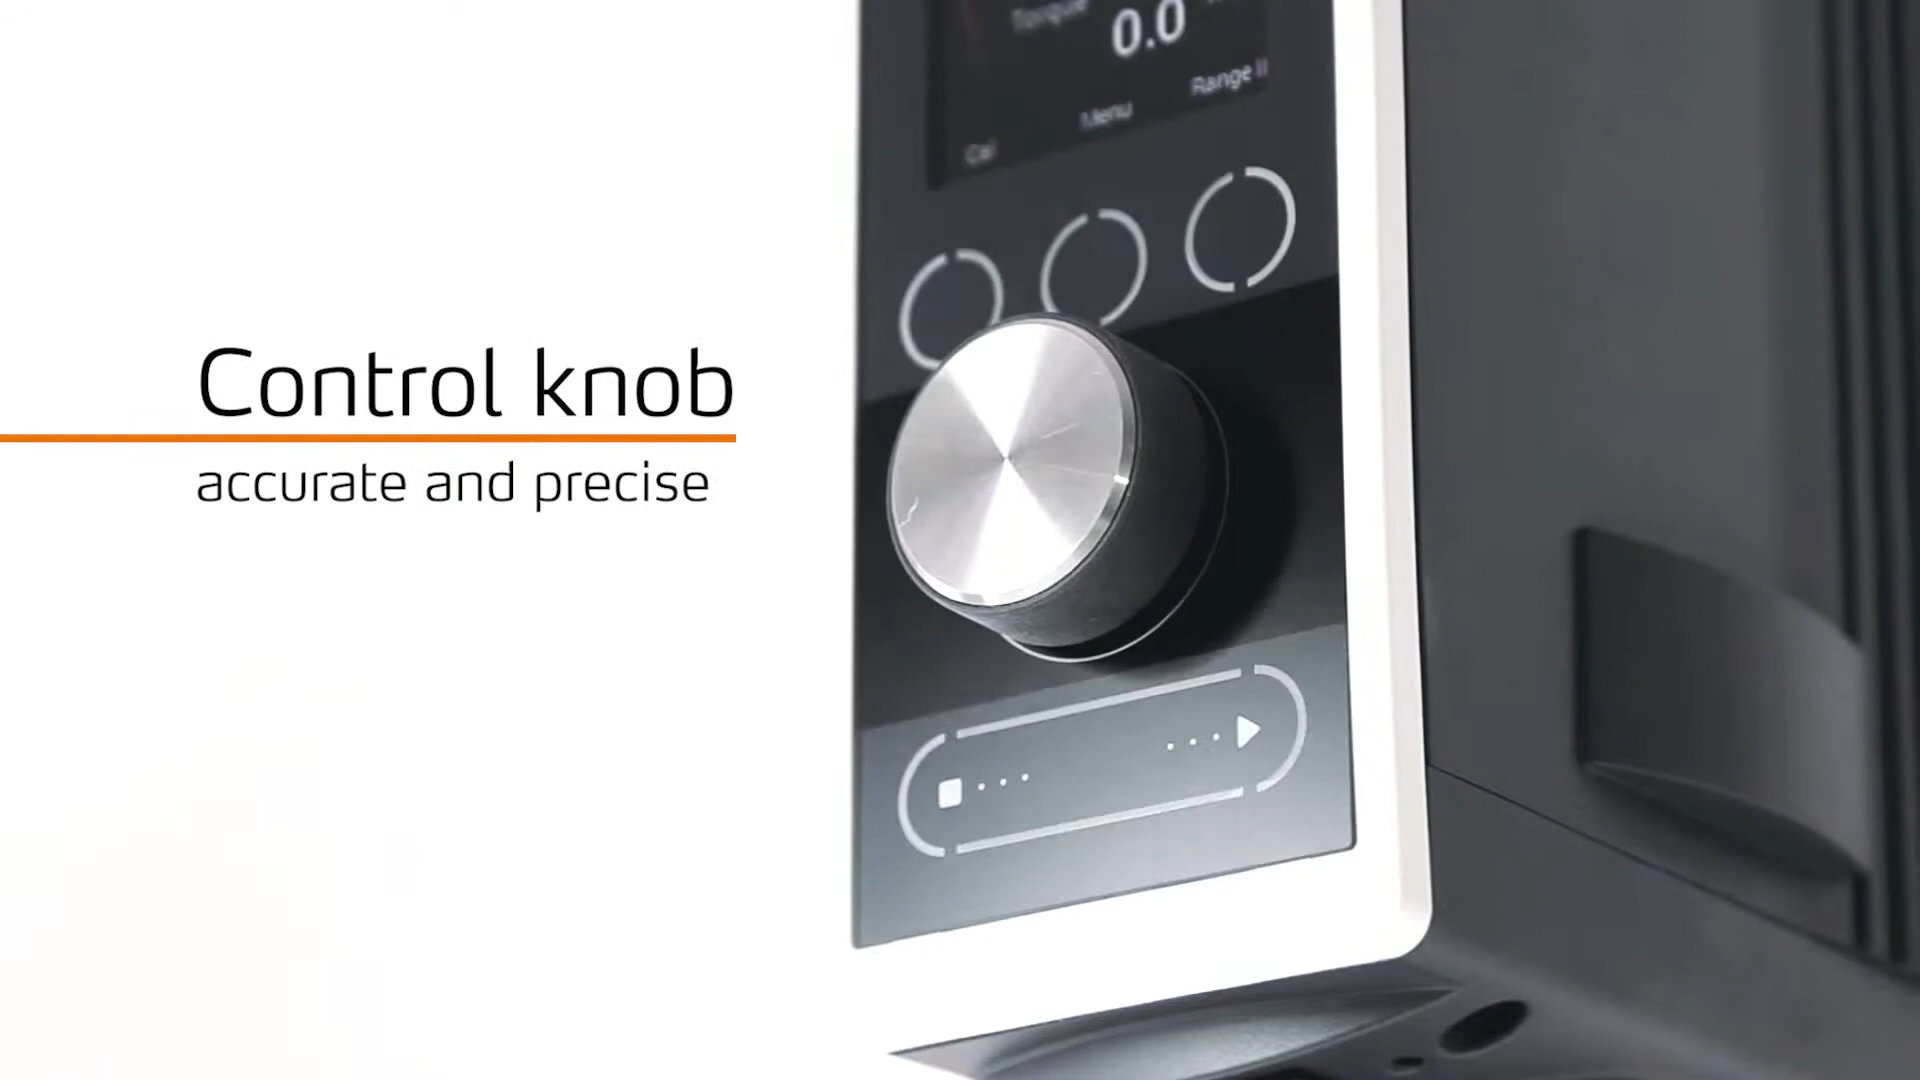 Control knob
accurate and precise
Torque
0.0
Cal
Menu
Range II